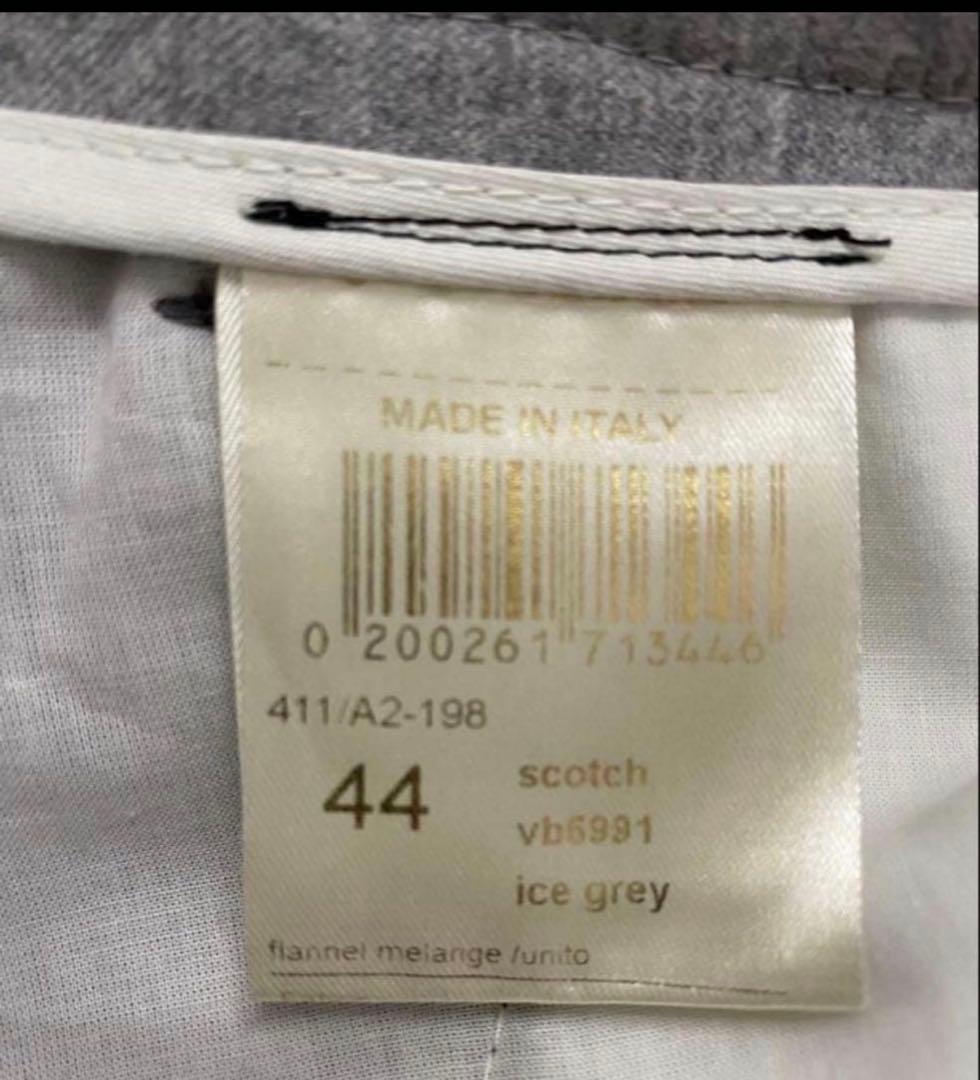 MADE IN ITALY
0 200261 713446
411/A2-198
44
scotch
vb6991
ice grey
flannel melange /unito